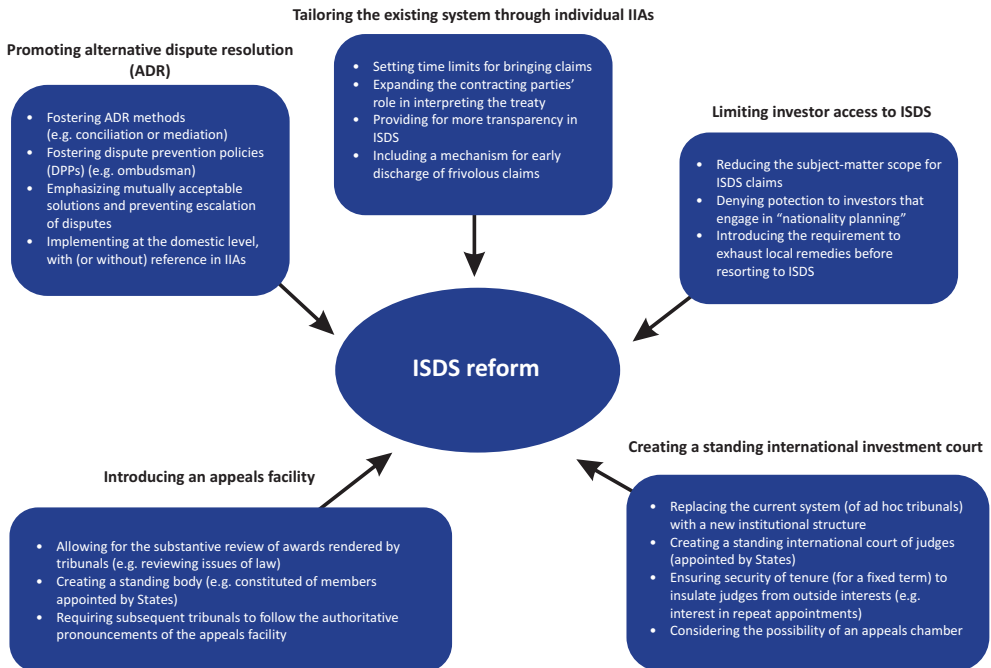 Tailoring the existing system through individual IIAs
• Setting time limits for bringing claims
• Expanding the contracting parties’
role in interpreting the treaty
• Providing for more transparency in
ISDS
• Including a mechanism for early
discharge of frivolous claims
Promoting alternative dispute resolution
(ADR)
• Fostering ADR methods
(e.g. conciliation or mediation)
• Fostering dispute prevention policies
(DPPs) (e.g. ombudsman)
• Emphasizing mutually acceptable
solutions and preventing escalation
of disputes
• Implementing at the domestic level,
with (or without) reference in IIAs
Limiting investor access to ISDS
• Reducing the subject-matter scope for
ISDS claims
• Denying potection to investors that
engage in “nationality planning”
• Introducing the requirement to
exhaust local remedies before
resorting to ISDS
ISDS reform
Introducing an appeals facility
• Allowing for the substantive review of awards rendered by
tribunals (e.g. reviewing issues of law)
• Creating a standing body (e.g. constituted of members
appointed by States)
• Requiring subsequent tribunals to follow the authoritative
pronouncements of the appeals facility
Creating a standing international investment court
• Replacing the current system (of ad hoc tribunals)
with a new institutional structure
• Creating a standing international court of judges
(appointed by States)
• Ensuring security of tenure (for a fixed term) to
insulate judges from outside interests (e.g.
interest in repeat appointments)
• Considering the possibility of an appeals chamber